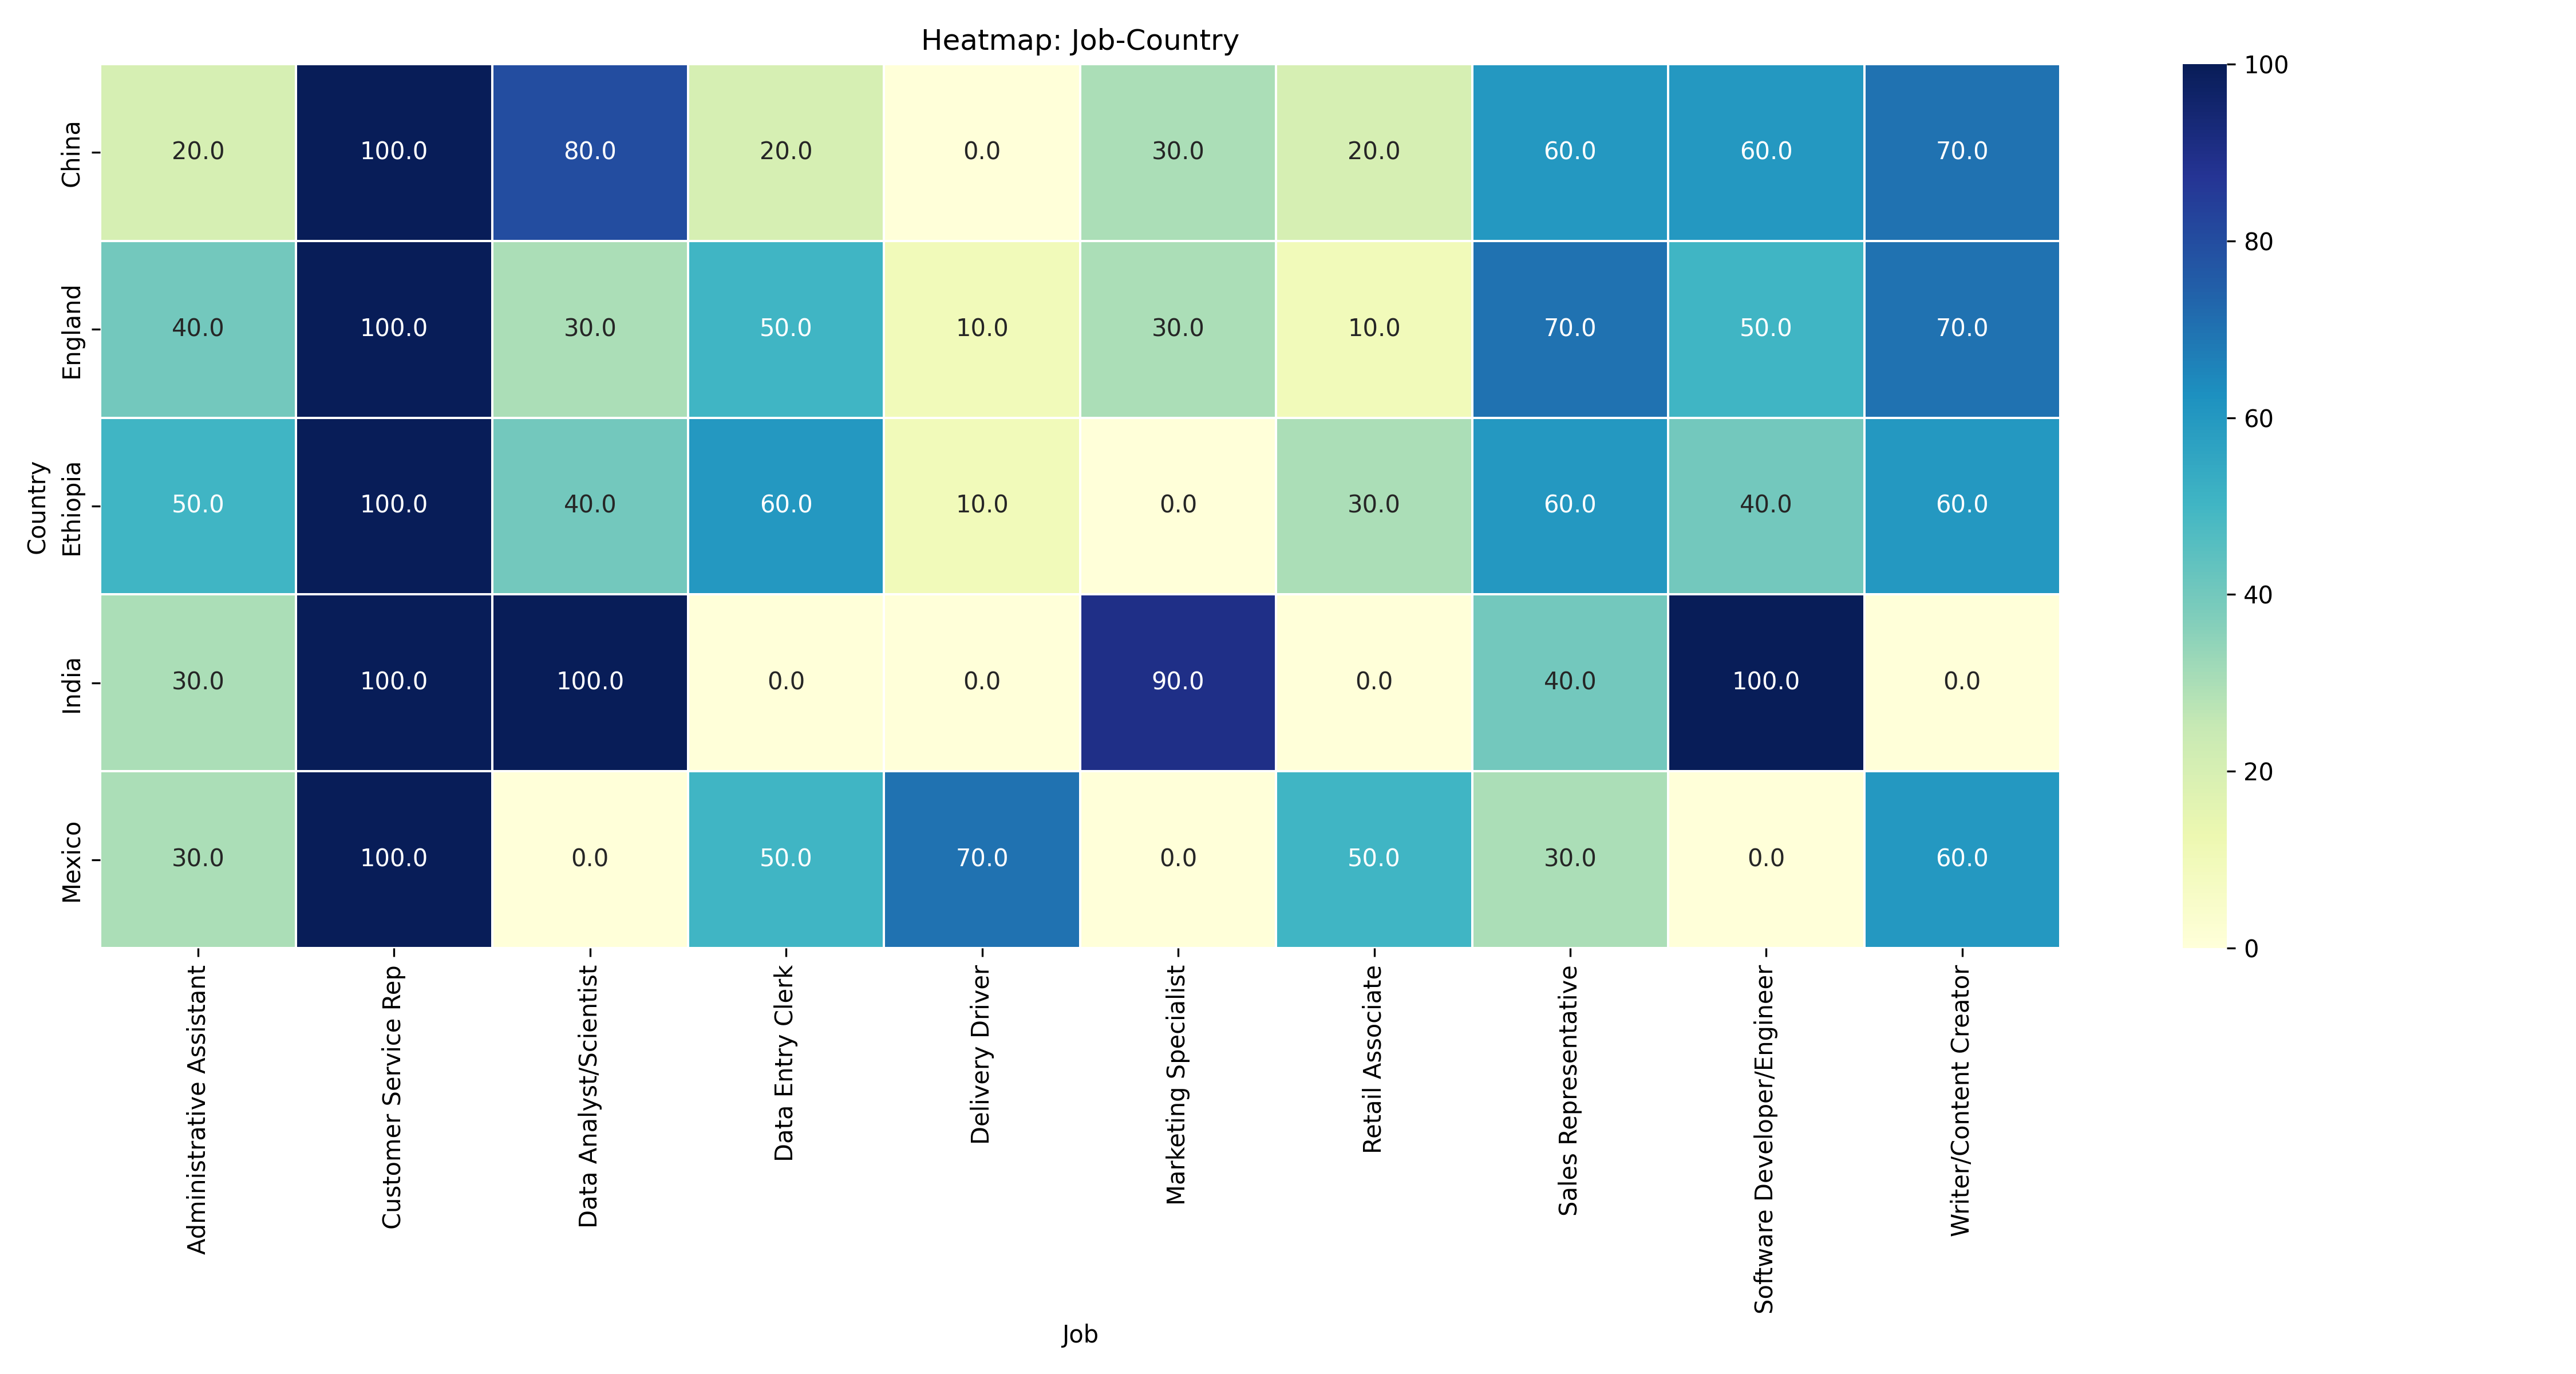 Heatmap: Job-Country
Country
China 20.0 100.0 80.0 20.0 0.0 30.0 20.0 60.0 60.0 70.0
England 40.0 100.0 30.0 50.0 10.0 30.0 10.0 70.0 50.0 70.0
Ethiopia 50.0 100.0 40.0 60.0 10.0 0.0 30.0 60.0 40.0 60.0
India 30.0 100.0 100.0 0.0 0.0 90.0 0.0 40.0 100.0 0.0
Mexico 30.0 100.0 0.0 50.0 70.0 0.0 50.0 30.0 0.0 60.0
Administrative Assistant
Customer Service Rep
Data Analyst/Scientist
Data Entry Clerk
Delivery Driver
Marketing Specialist
Retail Associate
Sales Representative
Software Developer/Engineer
Writer/Content Creator
Job
100
80
60
40
20
0